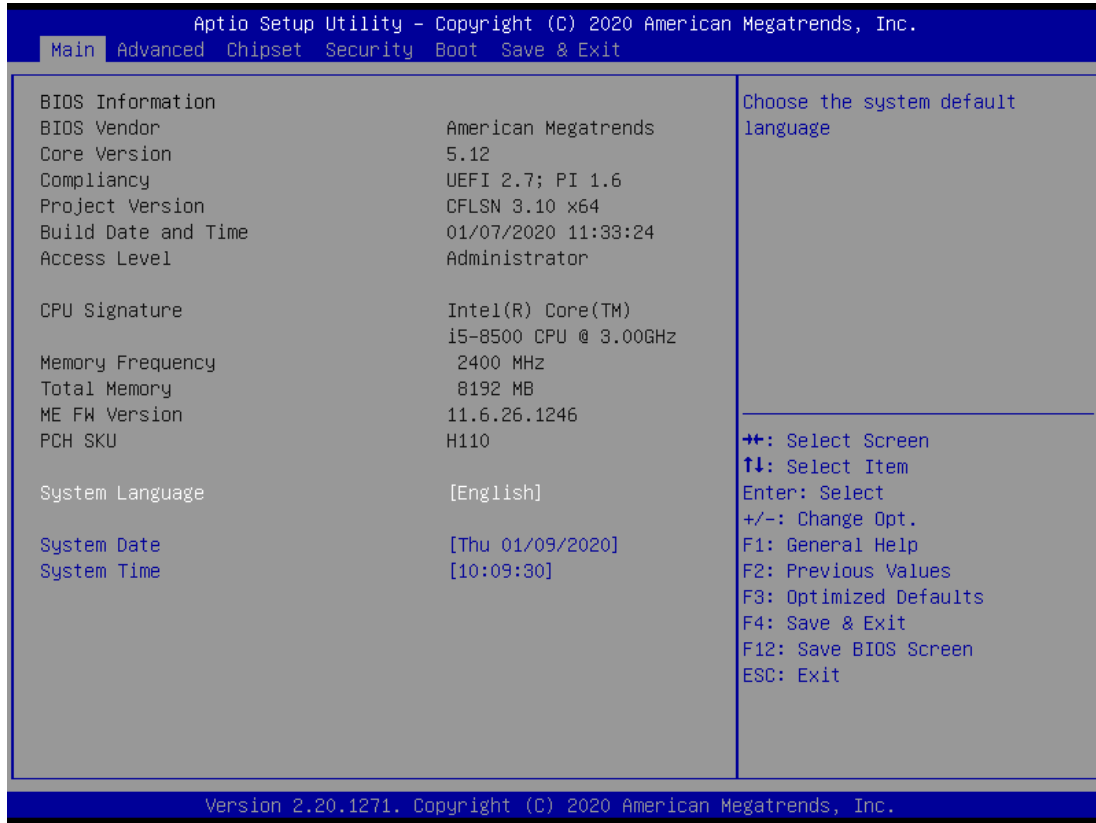 Aptio Setup Utility – Copyright (C) 2020 American Megatrends, Inc.
Main Advanced Chipset Security Boot Save & Exit
BIOS Information
BIOS Vendor American Megatrends
Core Version 5.12
Compliancy UEFI 2.7; PI 1.6
Project Version CFLSN 3.10 x64
Build Date and Time 01/07/2020 11:33:24
Access Level Administrator
CPU Signature Intel(R) Core(TM)
i5-8500 CPU @ 3.00GHz
Memory Frequency 2400 MHz
Total Memory 8192 MB
ME FW Version 11.6.26.1246
PCH SKU H110
System Language [English]
System Date [Thu 01/09/2020]
System Time [10:09:30]
Choose the system default
language
→←: Select Screen
↑↓: Select Item
Enter: Select
+/-: Change Opt.
F1: General Help
F2: Previous Values
F3: Optimized Defaults
F4: Save & Exit
F12: Save BIOS Screen
ESC: Exit
Version 2.20.1271. Copyright (C) 2020 American Megatrends, Inc.